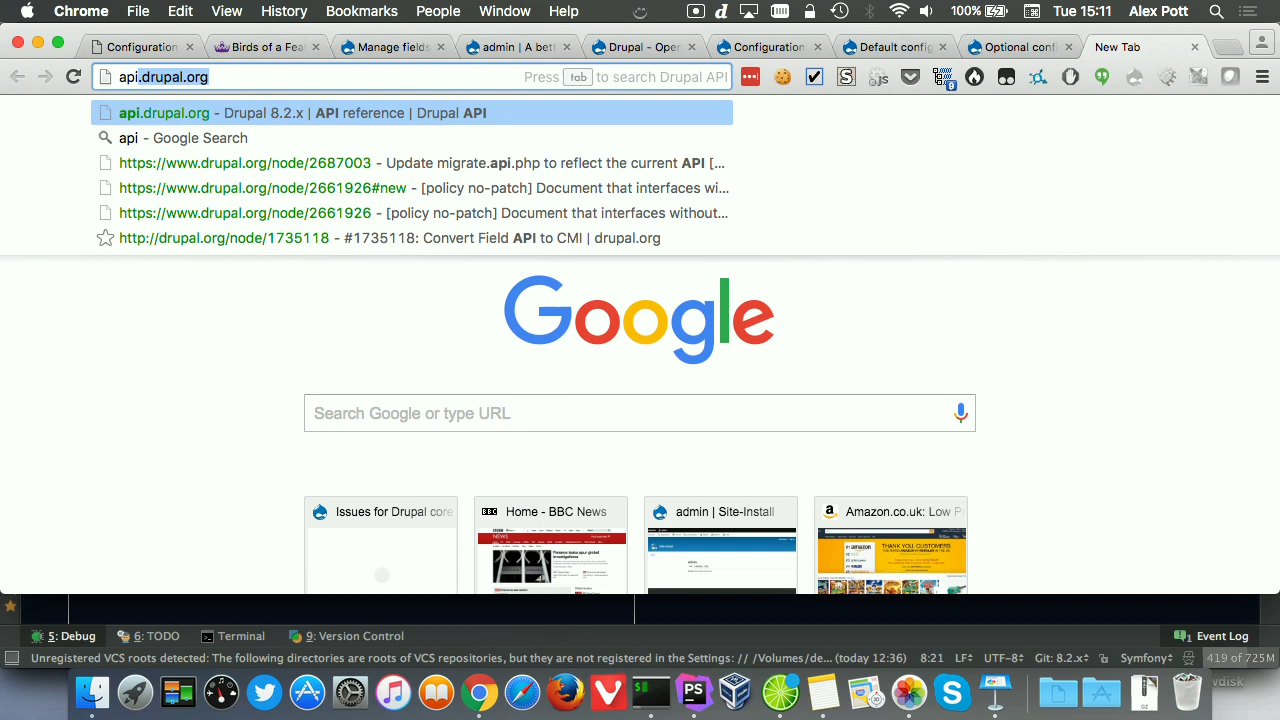 Chrome File Edit View History Bookmarks People Window Help 100% Tue 15:11 Alex Pott
Configuration Birds of a Fea Manage fields admin | A bett Drupal - Oper Configuration Default config Optional conf New Tab
api.drupal.org Press tab to search Drupal API
api.drupal.org - Drupal 8.2.x | API reference | Drupal API
api - Google Search
https://www.drupal.org/node/2687003 - Update migrate.api.php to reflect the current API [...
https://www.drupal.org/node/2661926#new - [policy no-patch] Document that interfaces wi...
https://www.drupal.org/node/2661926 - [policy no-patch] Document that interfaces without...
http://drupal.org/node/1735118 - #1735118: Convert Field API to CMI | drupal.org
Google
Search Google or type URL
Issues for Drupal core Home - BBC News admin | Site-Install Amazon.co.uk: Low P
5: Debug 6: TODO Terminal 9: Version Control 1 Event Log
Unregistered VCS roots detected: The following directories are roots of VCS repositories, but they are not registered in the Settings: // /Volumes/de... (today 12:36) 8:21 LF UTF-8 Git: 8.2.x Symfony 419 of 725M